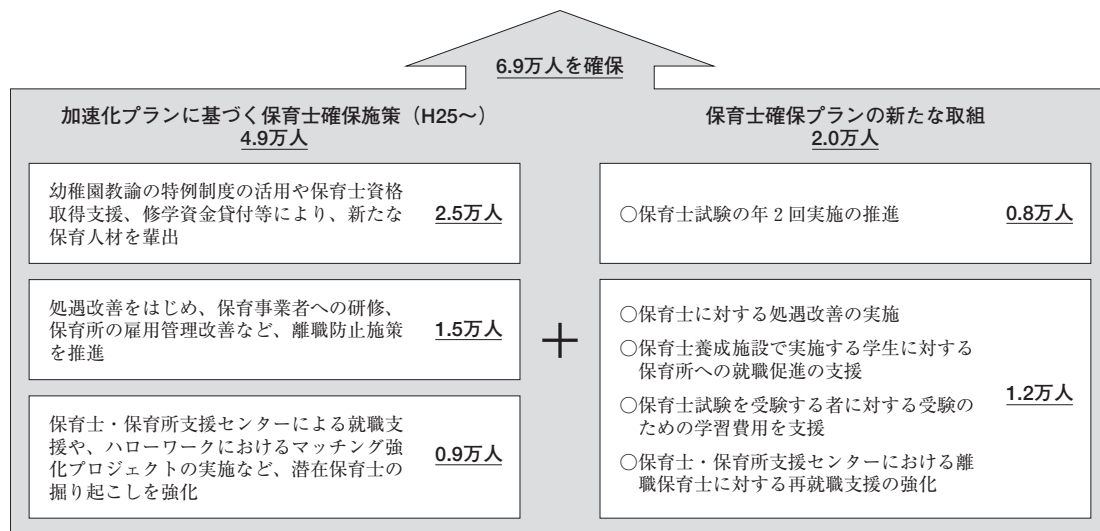 6.9万人を確保
加速化プランに基づく保育士確保施策（H25～）
4.9万人
幼稚園教諭の特例制度の活用や保育士資格
取得支援、修学資金貸付等により、新たな
保育人材を輩出
2.5万人
処遇改善をはじめ、保育事業者への研修、
保育所の雇用管理改善など、離職防止施策
を推進
1.5万人
保育士・保育所支援センターによる就職支
援や、ハローワークにおけるマッチング強
化プロジェクトの実施など、潜在保育士の
掘り起こしを強化
0.9万人
＋
保育士確保プランの新たな取組
2.0万人
○保育士試験の年２回実施の推進
0.8万人
○保育士に対する処遇改善の実施
○保育士養成施設で実施する学生に対する
保育所への就職促進の支援
○保育士試験を受験する者に対する受験の
ための学習費用を支援
○保育士・保育所支援センターにおける離
職保育士に対する再就職支援の強化
1.2万人